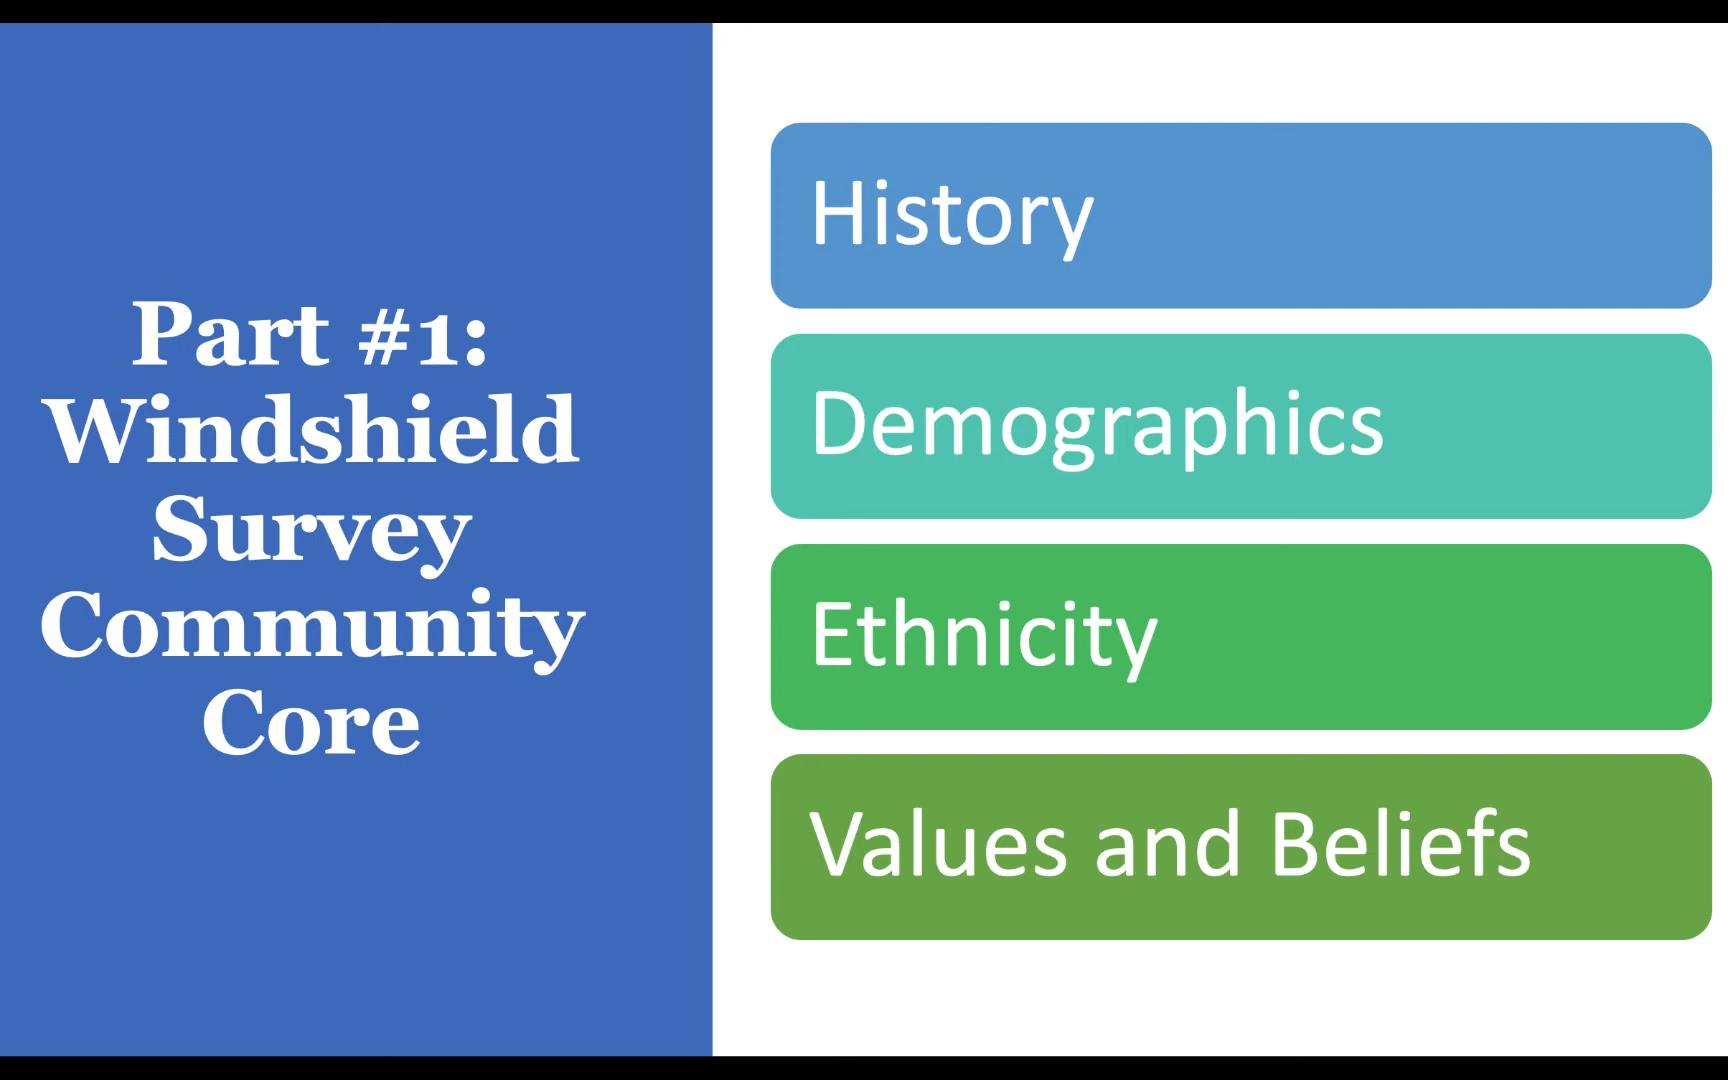 Part #1:
Windshield
Survey
Community
Core
History
Demographics
Ethnicity
Values and Beliefs